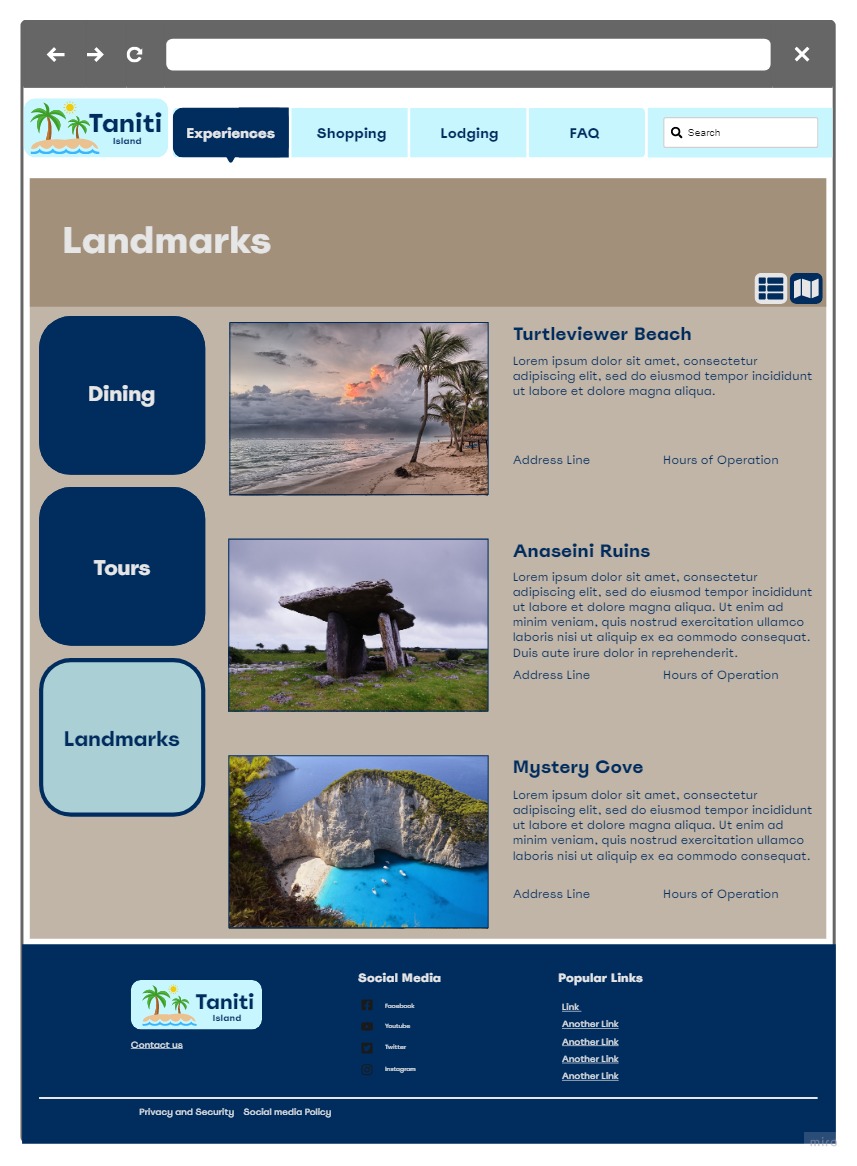 Taniti
Island
Experiences
Shopping
Lodging
FAQ
Search
Landmarks
Dining
Tours
Landmarks
Turtleviewer Beach
Lorem ipsum dolor sit amet, consectetur
adipiscing elit, sed do eiusmod tempor incididunt
ut labore et dolore magna aliqua.
Address Line
Hours of Operation
Anaseini Ruins
Lorem ipsum dolor sit amet, consectetur
adipiscing elit, sed do eiusmod tempor incididunt
ut labore et dolore magna aliqua. Ut enim ad
minim veniam, quis nostrud exercitation ullamco
laboris nisi ut aliquip ex ea commodo consequat.
Duis aute irure dolor in reprehenderit.
Address Line
Hours of Operation
Mystery Cove
Lorem ipsum dolor sit amet, consectetur
adipiscing elit, sed do eiusmod tempor incididunt
ut labore et dolore magna aliqua. Ut enim ad
minim veniam, quis nostrud exercitation ullamco
laboris nisi ut aliquip ex ea commodo consequat.
Address Line
Hours of Operation
Taniti
Island
Contact us
Social Media
Facebook
Youtube
Twitter
Instagram
Popular Links
Link
Another Link
Another Link
Another Link
Another Link
Privacy and Security
Social media Policy
miro